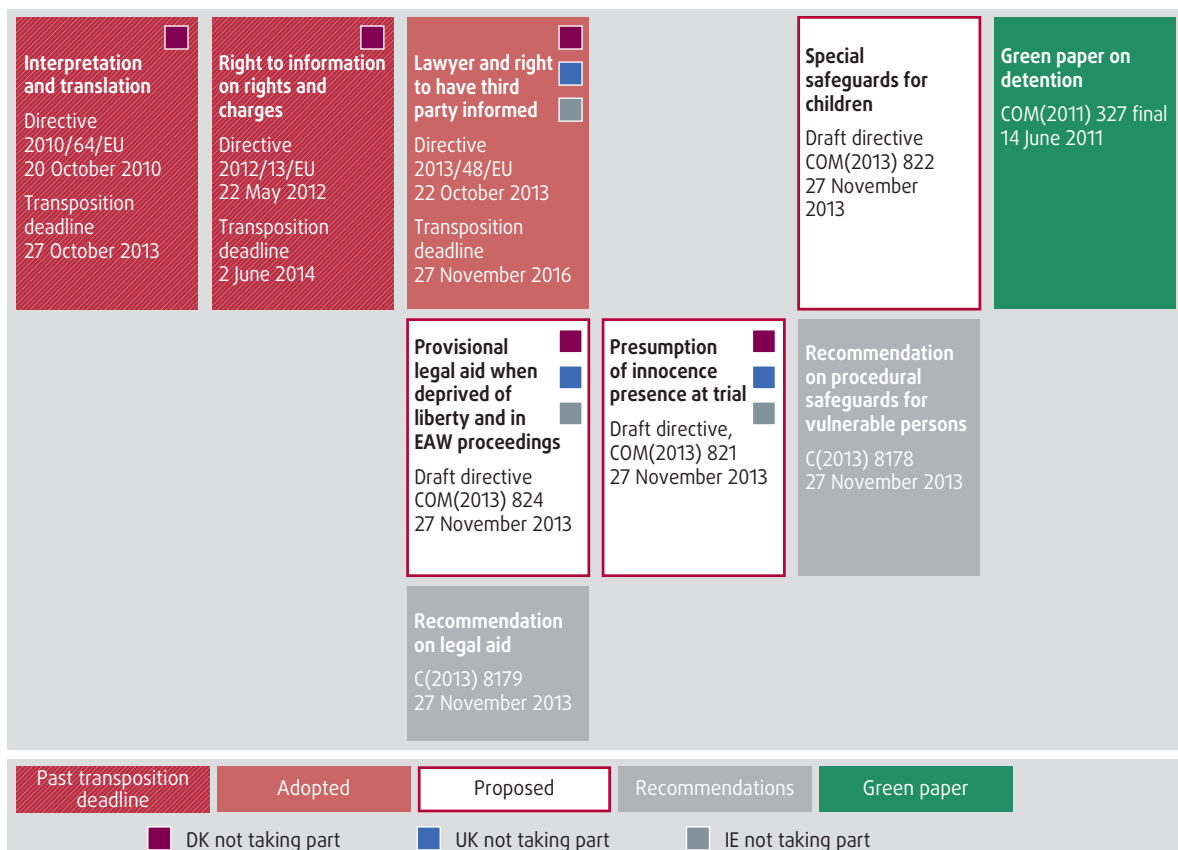 Interpretation
and translation
Directive
2010/64/EU
20 October 2010
Transposition
deadline
27 October 2013
Right to information
on rights and
charges
Directive
2012/13/EU
22 May 2012
Transposition
deadline
2 June 2014
Lawyer and right
to have third
party informed
Directive
2013/48/EU
22 October 2013
Transposition
deadline
27 November 2016
Special
safeguards for
children
Draft directive
COM(2013) 822
27 November
2013
Green paper on
detention
COM(2011) 327 final
14 June 2011
Provisional
legal aid when
deprived of
liberty and in
EAW proceedings
Draft directive
COM(2013) 824
27 November 2013
Presumption
of innocence
presence at trial
Draft directive,
COM(2013) 821
27 November 2013
Recommendation
on procedural
safeguards for
vulnerable persons
C(2013) 8178
27 November 2013
Recommendation
on legal aid
C(2013) 8179
27 November 2013
Past transposition
deadline
Adopted
Proposed
Recommendations
Green paper
DK not taking part
UK not taking part
IE not taking part